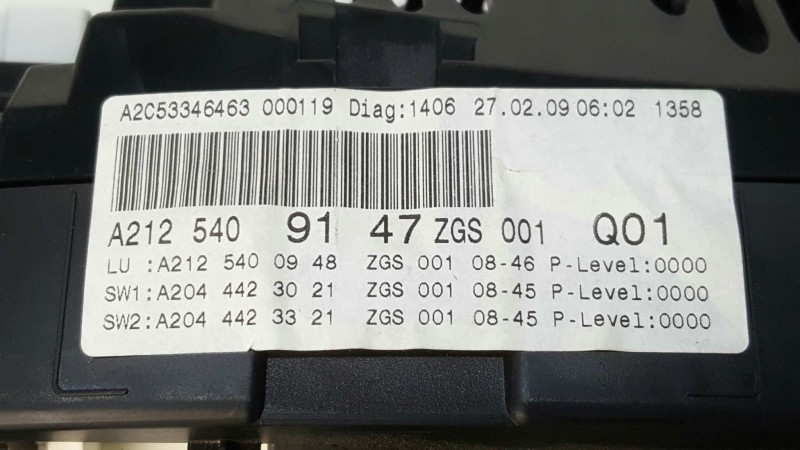 A2C53346463 000119 Diag:1406 27.02.09 06:02 1358
A212 540 91 47 ZGS 001 Q01
LU :A212 540 09 48 ZGS 001 08-46 P-Level:0000
SW1:A204 442 30 21 ZGS 001 08-45 P-Level:0000
SW2:A204 442 33 21 ZGS 001 08-45 P-Level:0000